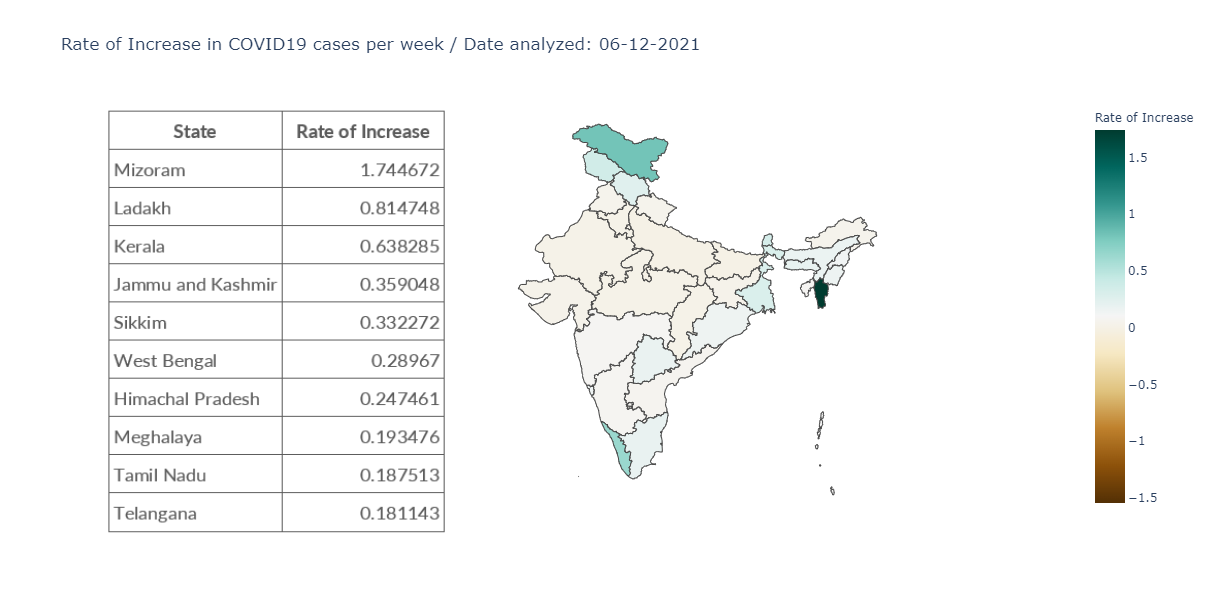 Rate of Increase in COVID19 cases per week / Date analyzed: 06-12-2021
State Rate of Increase
Mizoram 1.744672
Ladakh 0.814748
Kerala 0.638285
Jammu and Kashmir 0.359048
Sikkim 0.332272
West Bengal 0.28967
Himachal Pradesh 0.247461
Meghalaya 0.193476
Tamil Nadu 0.187513
Telangana 0.181143
Rate of Increase
1.5
1
0.5
0
−0.5
−1
−1.5